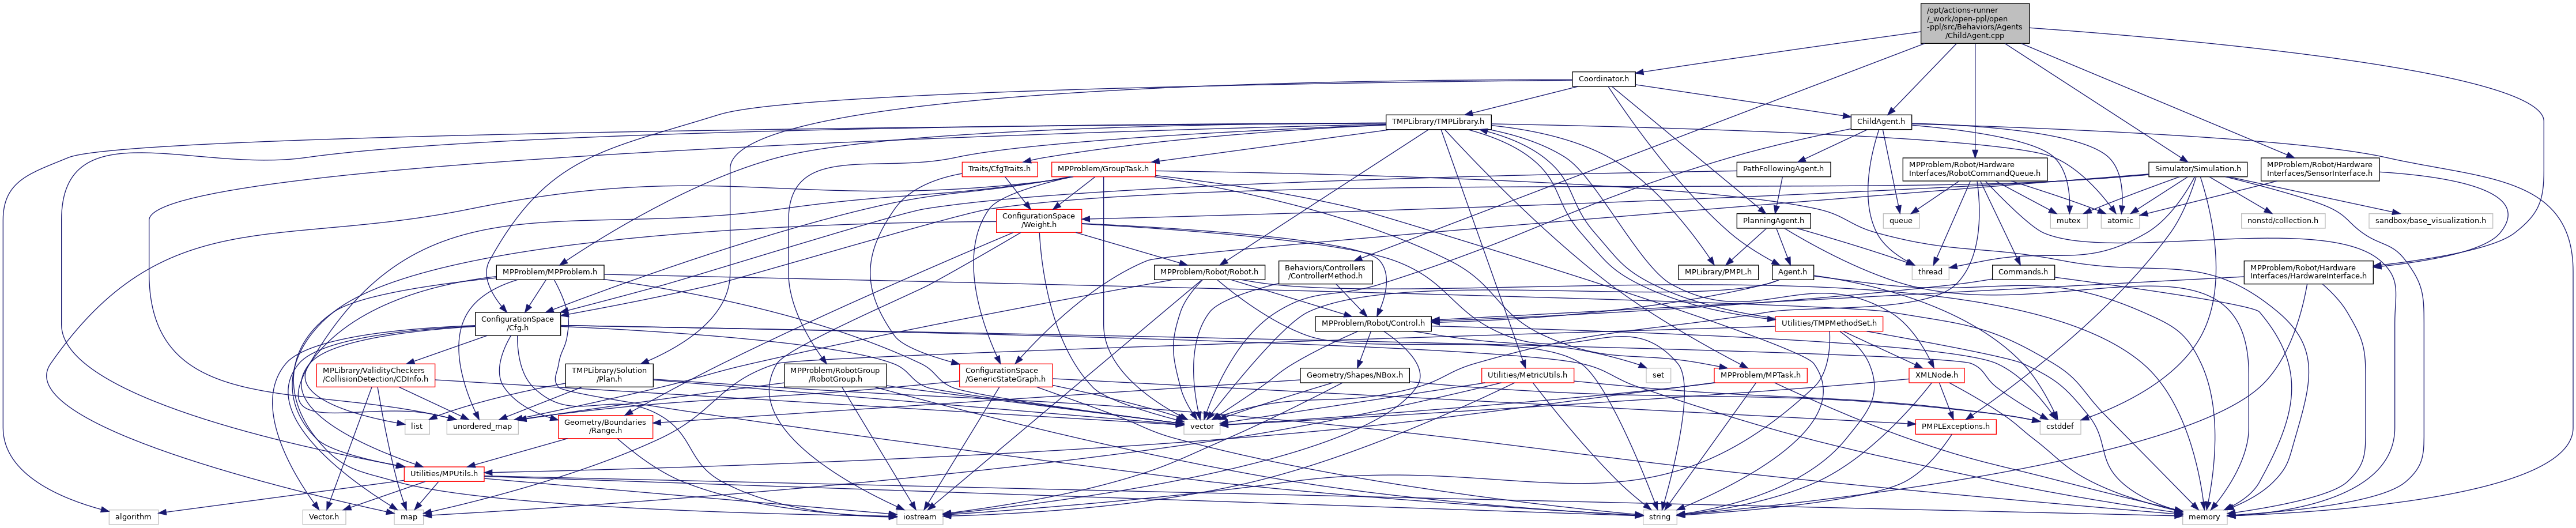 /opt/actions-runner
/_work/open-ppl/open
-ppl/src/Behaviors/Agents
/ChildAgent.cpp
Coordinator.h
TMPLibrary/TMPLibrary.h
ChildAgent.h
Traits/CfgTraits.h
MPProblem/GroupTask.h
PathFollowingAgent.h
MPProblem/Robot/Hardware
Interfaces/RobotCommandQueue.h
Simulator/Simulation.h
MPProblem/Robot/Hardware
Interfaces/SensorInterface.h
ConfigurationSpace
/Weight.h
PlanningAgent.h
queue
mutex
atomic
nonstd/collection.h
sandbox/base_visualization.h
MPProblem/MPProblem.h
MPProblem/Robot/Robot.h
Behaviors/Controllers
/ControllerMethod.h
MPLibrary/PMPL.h
Agent.h
thread
Commands.h
MPProblem/Robot/Hardware
Interfaces/HardwareInterface.h
ConfigurationSpace
/Cfg.h
MPProblem/Robot/Control.h
Utilities/TMPMethodSet.h
MPLibrary/ValidityCheckers
/CollisionDetection/CDInfo.h
TMPLibrary/Solution
/Plan.h
MPProblem/RobotGroup
/RobotGroup.h
ConfigurationSpace
/GenericStateGraph.h
Geometry/Shapes/NBox.h
Utilities/MetricUtils.h
set
MPProblem/MPTask.h
XMLNode.h
list
unordered_map
Geometry/Boundaries
/Range.h
vector
PMPLExceptions.h
cstddef
Utilities/MPUtils.h
algorithm
Vector.h
map
iostream
string
memory